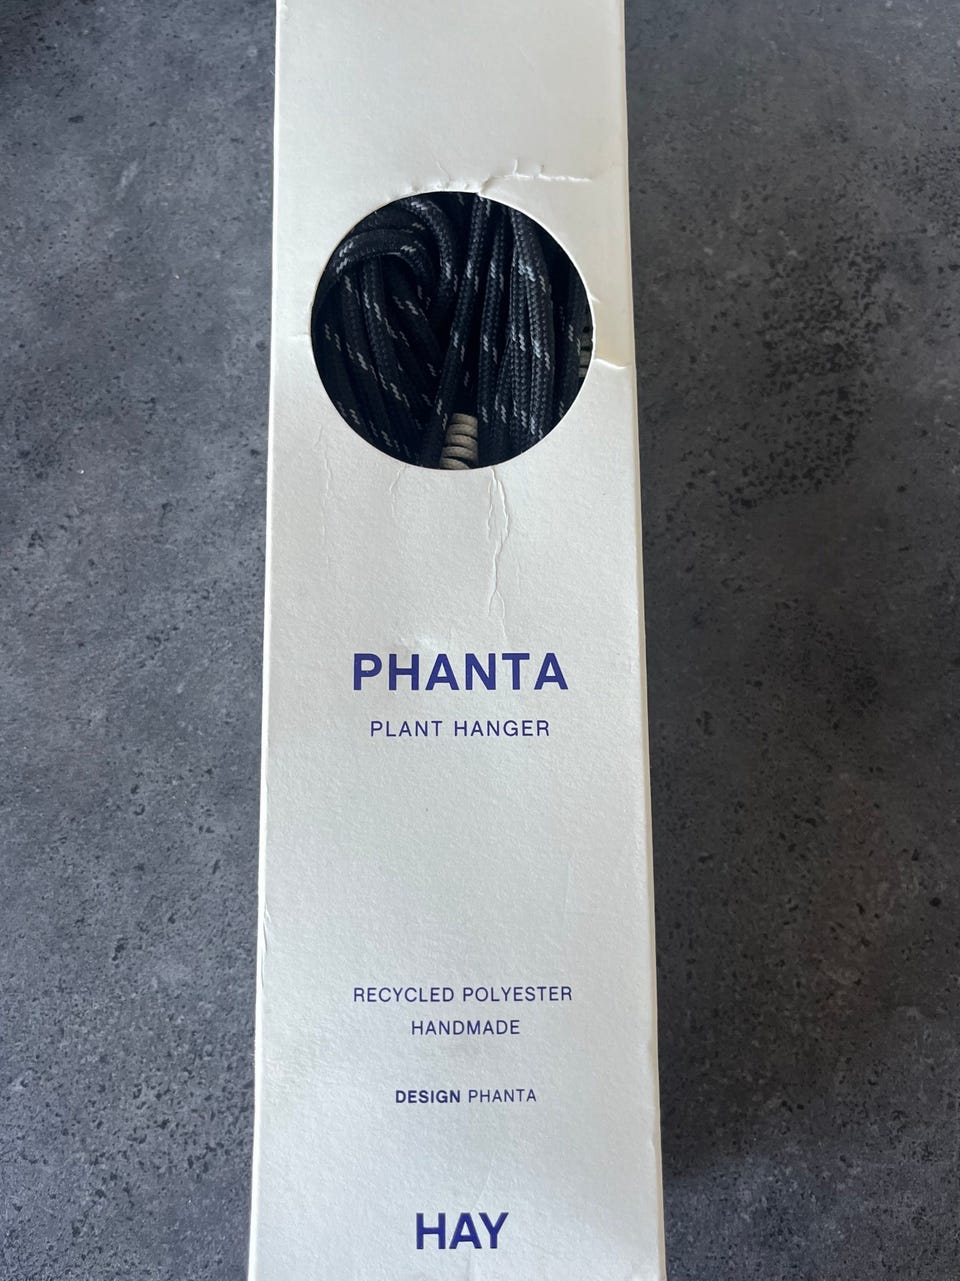 PHANTA
PLANT HANGER
RECYCLED POLYESTER
HANDMADE
DESIGN PHANTA
HAY